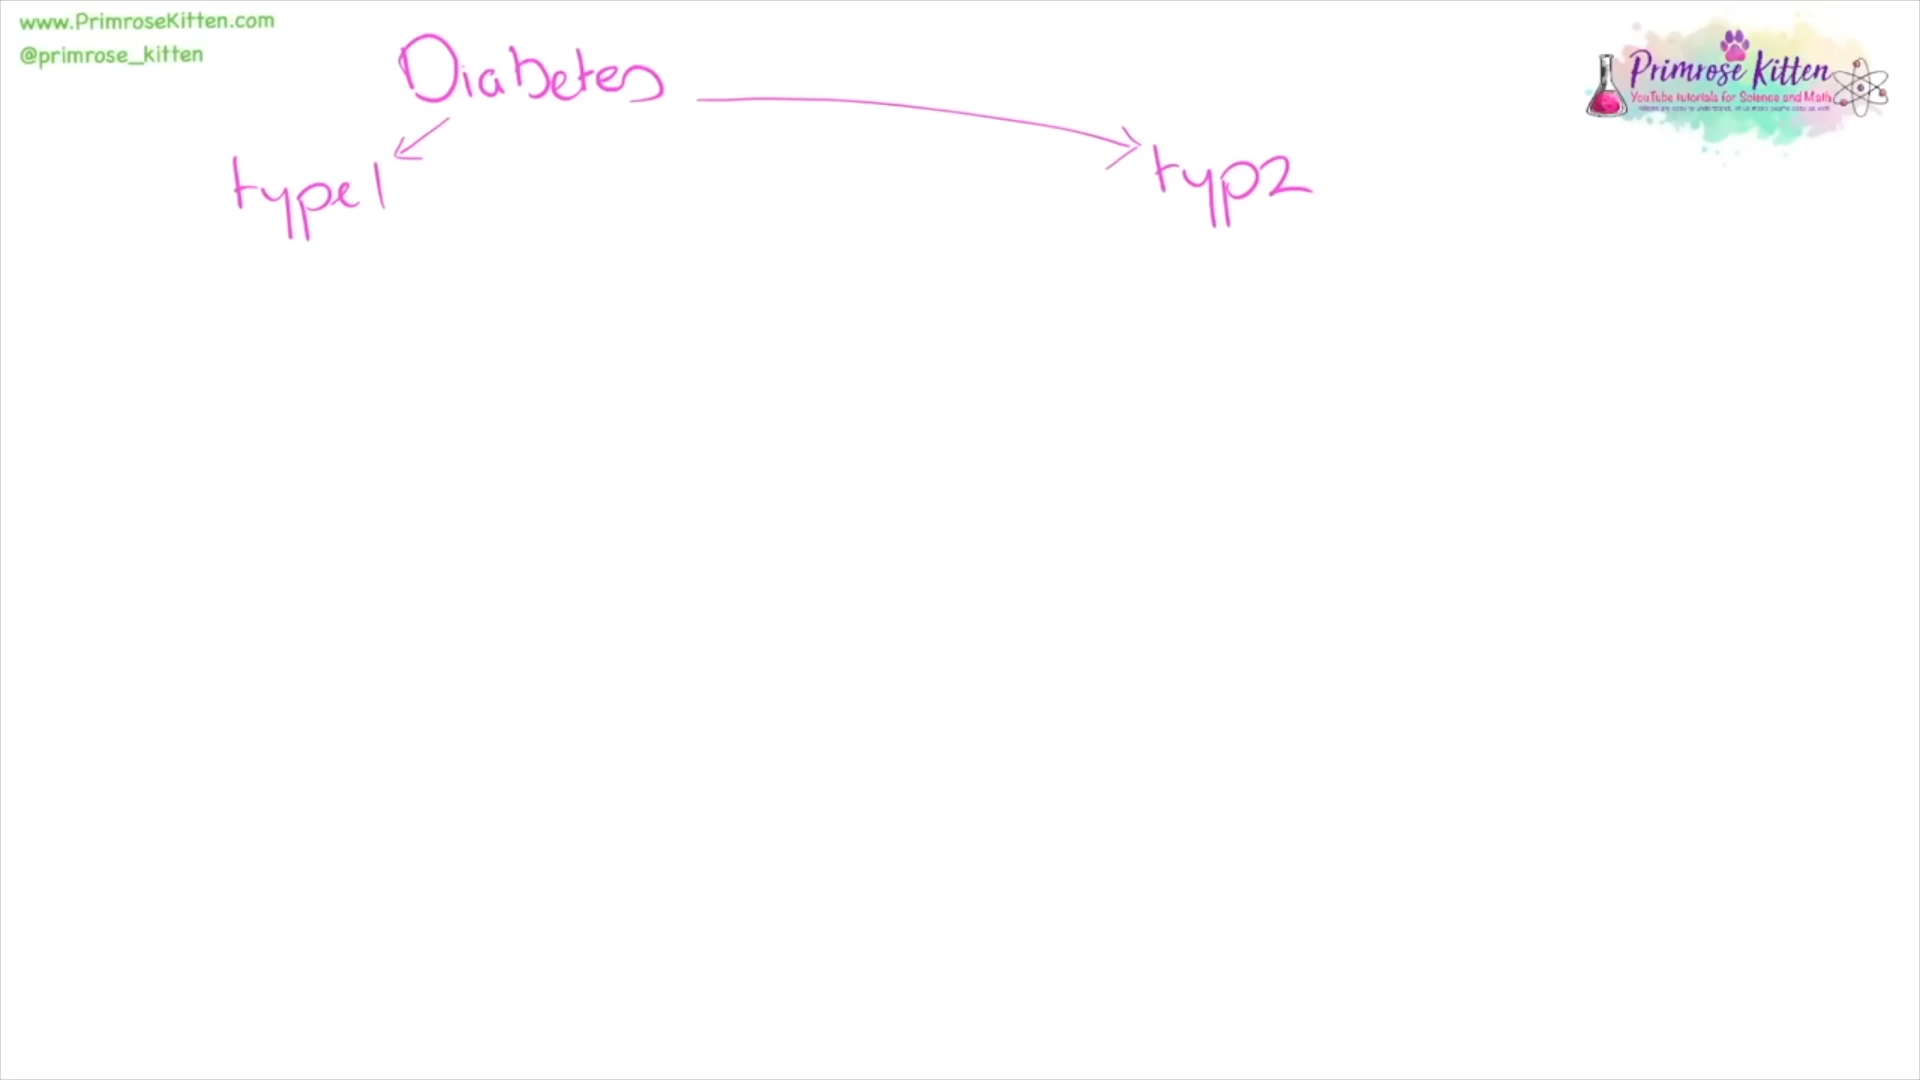 www.PrimroseKitten.com
@primrose_kitten
Diabetes
type 1
typ2
Primrose Kitten
YouTube tutorials for Science and Math